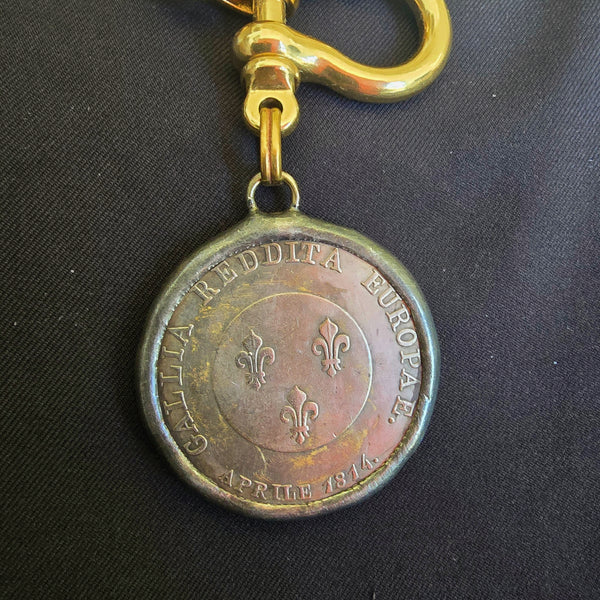 GALLIA REDDITA EUROPAE.
APRILE 1814.